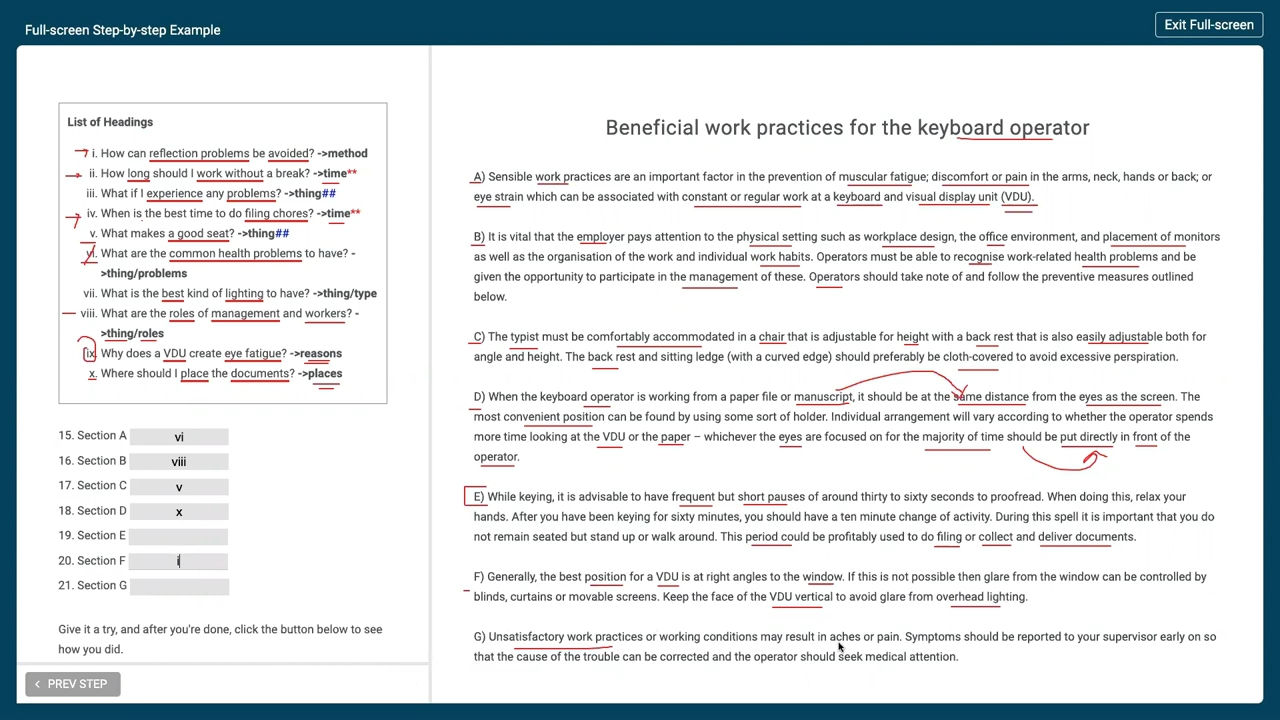 Full-screen Step-by-step Example
Exit Full-screen
List of Headings
i. How can reflection problems be avoided? ->method
ii. How long should I work without a break? ->time**
iii. What if I experience any problems? ->thing##
iv. When is the best time to do filing chores? ->time**
v. What makes a good seat? ->thing##
vi. What are the common health problems to have? -
>thing/problems
vii. What is the best kind of lighting to have? ->thing/type
viii. What are the roles of management and workers? -
>thing/roles
ix. Why does a VDU create eye fatigue? ->reasons
x. Where should I place the documents? ->places
15. Section A vi
16. Section B viii
17. Section C v
18. Section D x
19. Section E
20. Section F i
21. Section G
Give it a try, and after you're done, click the button below to see
how you did.
PREV STEP
Beneficial work practices for the keyboard operator
A) Sensible work practices are an important factor in the prevention of muscular fatigue; discomfort or pain in the arms, neck, hands or back; or
eye strain which can be associated with constant or regular work at a keyboard and visual display unit (VDU).
B) It is vital that the employer pays attention to the physical setting such as workplace design, the office environment, and placement of monitors
as well as the organisation of the work and individual work habits. Operators must be able to recognise work-related health problems and be
given the opportunity to participate in the management of these. Operators should take note of and follow the preventive measures outlined
below.
C) The typist must be comfortably accommodated in a chair that is adjustable for height with a back rest that is also easily adjustable both for
angle and height. The back rest and sitting ledge (with a curved edge) should preferably be cloth-covered to avoid excessive perspiration.
D) When the keyboard operator is working from a paper file or manuscript, it should be at the same distance from the eyes as the screen. The
most convenient position can be found by using some sort of holder. Individual arrangement will vary according to whether the operator spends
more time looking at the VDU or the paper – whichever the eyes are focused on for the majority of time should be put directly in front of the
operator.
E) While keying, it is advisable to have frequent but short pauses of around thirty to sixty seconds to proofread. When doing this, relax your
hands. After you have been keying for sixty minutes, you should have a ten minute change of activity. During this spell it is important that you do
not remain seated but stand up or walk around. This period could be profitably used to do filing or collect and deliver documents.
F) Generally, the best position for a VDU is at right angles to the window. If this is not possible then glare from the window can be controlled by
blinds, curtains or movable screens. Keep the face of the VDU vertical to avoid glare from overhead lighting.
G) Unsatisfactory work practices or working conditions may result in aches or pain. Symptoms should be reported to your supervisor early on so
that the cause of the trouble can be corrected and the operator should seek medical attention.